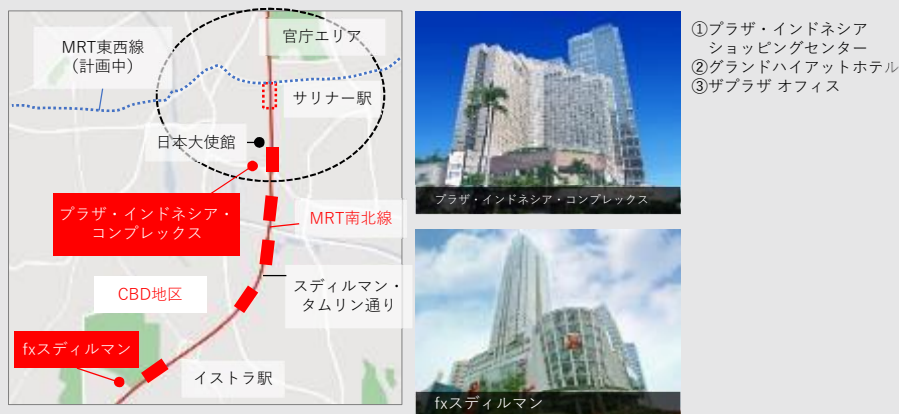 官庁エリア
MRT東西線
（計画中）
サリナー駅
日本大使館
プラザ・インドネシア・
コンプレックス
MRT南北線
スディルマン・
タムリン通り
CBD地区
fxスディルマン
イストラ駅
プラザ・インドネシア・コンプレックス
fxスディルマン
①プラザ・インドネシア
ショッピングセンター
②グランドハイアットホテル
③ザプラザ オフィス